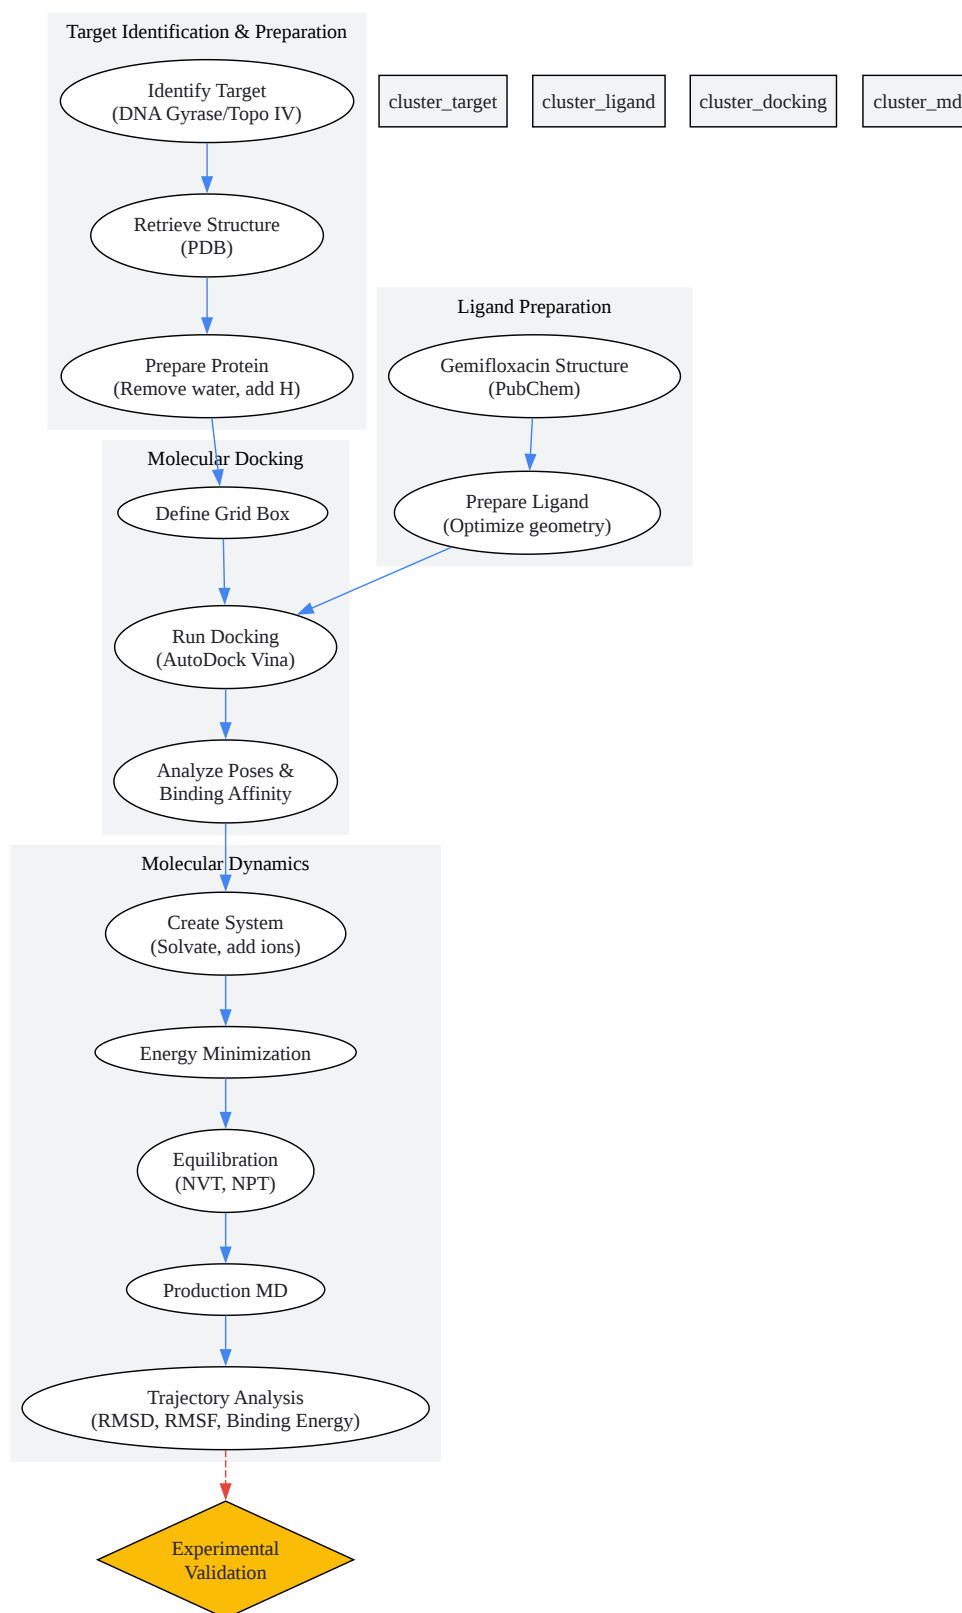 Target Identification & Preparation
Identify Target
(DNA Gyrase/Topo IV)
cluster_target
cluster_ligand
cluster_docking
cluster_md
Retrieve Structure
(PDB)
Prepare Protein
(Remove water, add H)
Ligand Preparation
Gemifloxacin Structure
(PubChem)
Prepare Ligand
(Optimize geometry)
Molecular Docking
Define Grid Box
Run Docking
(AutoDock Vina)
Analyze Poses &
Binding Affinity
Molecular Dynamics
Create System
(Solvate, add ions)
Energy Minimization
Equilibration
(NVT, NPT)
Production MD
Trajectory Analysis
(RMSD, RMSF, Binding Energy)
Experimental
Validation